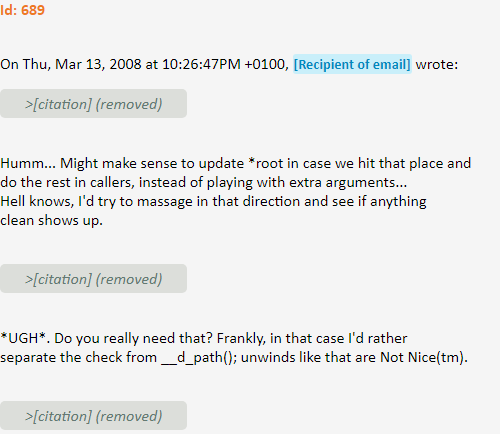 Id: 689
On Thu, Mar 13, 2008 at 10:26:47PM +0100, [Recipient of email] wrote:
>[citation] (removed)
Humm... Might make sense to update *root in case we hit that place and
do the rest in callers, instead of playing with extra arguments...
Hell knows, I'd try to massage in that direction and see if anything
clean shows up.
>[citation] (removed)
*UGH*. Do you really need that? Frankly, in that case I'd rather
separate the check from __d_path(); unwinds like that are Not Nice(tm).
>[citation] (removed)